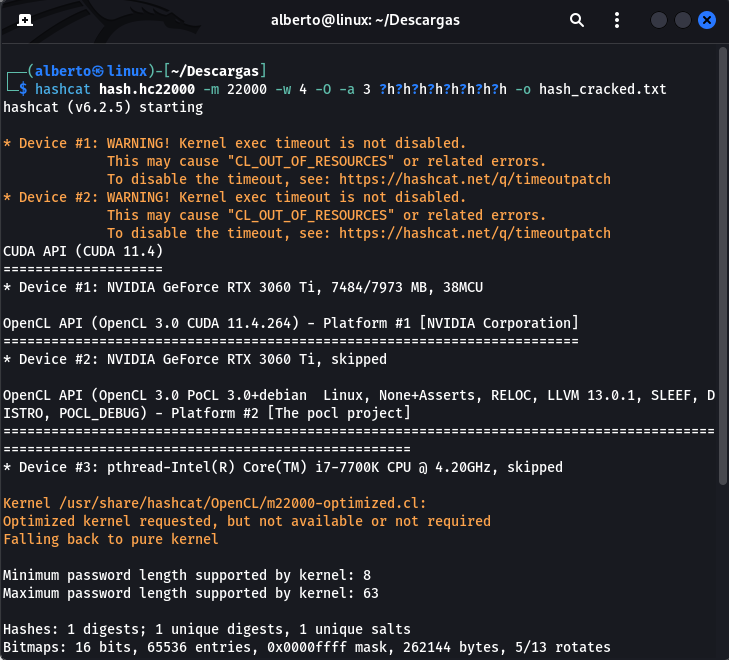 alberto@linux: ~/Descargas
┌──(alberto㉿linux)-[~/Descargas]
└─$ hashcat hash.hc22000 -m 22000 -w 4 -O -a 3 ?h?h?h?h?h?h?h?h -o hash_cracked.txt
hashcat (v6.2.5) starting
* Device #1: WARNING! Kernel exec timeout is not disabled.
This may cause "CL_OUT_OF_RESOURCES" or related errors.
To disable the timeout, see: https://hashcat.net/q/timeoutpatch
* Device #2: WARNING! Kernel exec timeout is not disabled.
This may cause "CL_OUT_OF_RESOURCES" or related errors.
To disable the timeout, see: https://hashcat.net/q/timeoutpatch
CUDA API (CUDA 11.4)
====================
* Device #1: NVIDIA GeForce RTX 3060 Ti, 7484/7973 MB, 38MCU
OpenCL API (OpenCL 3.0 CUDA 11.4.264) - Platform #1 [NVIDIA Corporation]
========================================================================
* Device #2: NVIDIA GeForce RTX 3060 Ti, skipped
OpenCL API (OpenCL 3.0 PoCL 3.0+debian  Linux, None+Asserts, RELOC, LLVM 13.0.1, SLEEF, D
ISTRO, POCL_DEBUG) - Platform #2 [The pocl project]
=========================================================================================
===================================================
* Device #3: pthread-Intel(R) Core(TM) i7-7700K CPU @ 4.20GHz, skipped
Kernel /usr/share/hashcat/OpenCL/m22000-optimized.cl:
Optimized kernel requested, but not available or not required
Falling back to pure kernel
Minimum password length supported by kernel: 8
Maximum password length supported by kernel: 63
Hashes: 1 digests; 1 unique digests, 1 unique salts
Bitmaps: 16 bits, 65536 entries, 0x0000ffff mask, 262144 bytes, 5/13 rotates